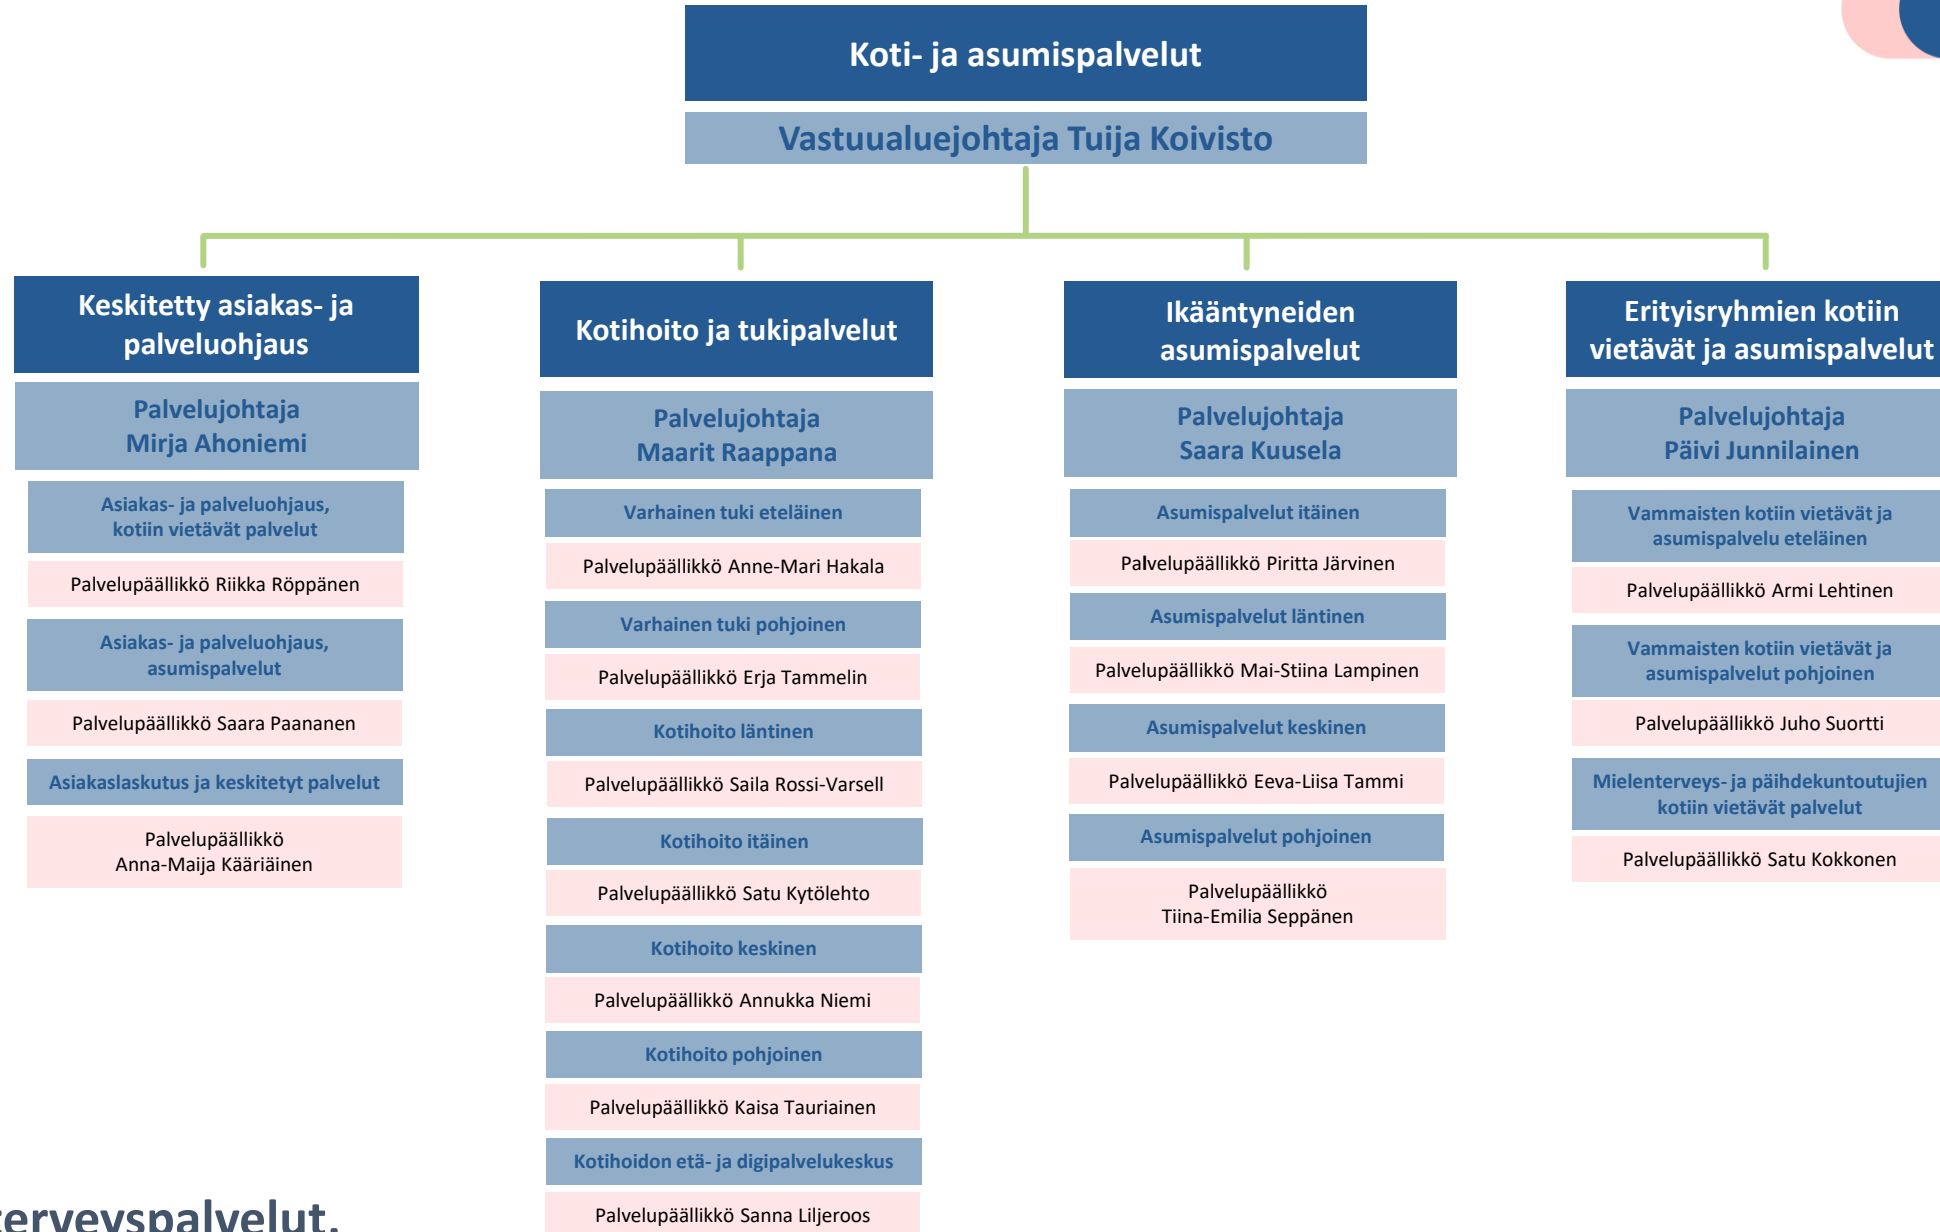 Koti- ja asumispalvelut
Vastuualuejohtaja Tuija Koivisto
Keskitetty asiakas- ja
palveluohjaus
Palvelujohtaja
Mirja Ahoniemi
Asiakas- ja palveluohjaus,
kotiin vietävät palvelut
Palvelupäällikkö Riikka Röppänen
Asiakas- ja palveluohjaus,
asumispalvelut
Palvelupäällikkö Saara Paananen
Asiakaslaskutus ja keskitetyt palvelut
Palvelupäällikkö
Anna-Maija Kääriäinen
Kotihoito ja tukipalvelut
Palvelujohtaja
Maarit Raappana
Varhainen tuki eteläinen
Palvelupäällikkö Anne-Mari Hakala
Varhainen tuki pohjoinen
Palvelupäällikkö Erja Tammelin
Kotihoito läntinen
Palvelupäällikkö Saila Rossi-Varsell
Kotihoito itäinen
Palvelupäällikkö Satu Kytölehto
Kotihoito keskinen
Palvelupäällikkö Annukka Niemi
Kotihoito pohjoinen
Palvelupäällikkö Kaisa Tauriainen
Kotihoidon etä- ja digipalvelukeskus
Palvelupäällikkö Sanna Liljeroos
Ikääntyneiden
asumispalvelut
Palvelujohtaja
Saara Kuusela
Asumispalvelut itäinen
Palvelupäällikkö Piritta Järvinen
Asumispalvelut läntinen
Palvelupäällikkö Mai-Stiina Lampinen
Asumispalvelut keskinen
Palvelupäällikkö Eeva-Liisa Tammi
Asumispalvelut pohjoinen
Palvelupäällikkö
Tiina-Emilia Seppänen
Erityisryhmien kotiin
vietävät ja asumispalvelut
Palvelujohtaja
Päivi Junnilainen
Vammaisten kotiin vietävät ja
asumispalvelu eteläinen
Palvelupäällikkö Armi Lehtinen
Vammaisten kotiin vietävät ja
asumispalvelut pohjoinen
Palvelupäällikkö Juho Suortti
Mielenterveys- ja päihdekuntoutujien
kotiin vietävät palvelut
Palvelupäällikkö Satu Kokkonen